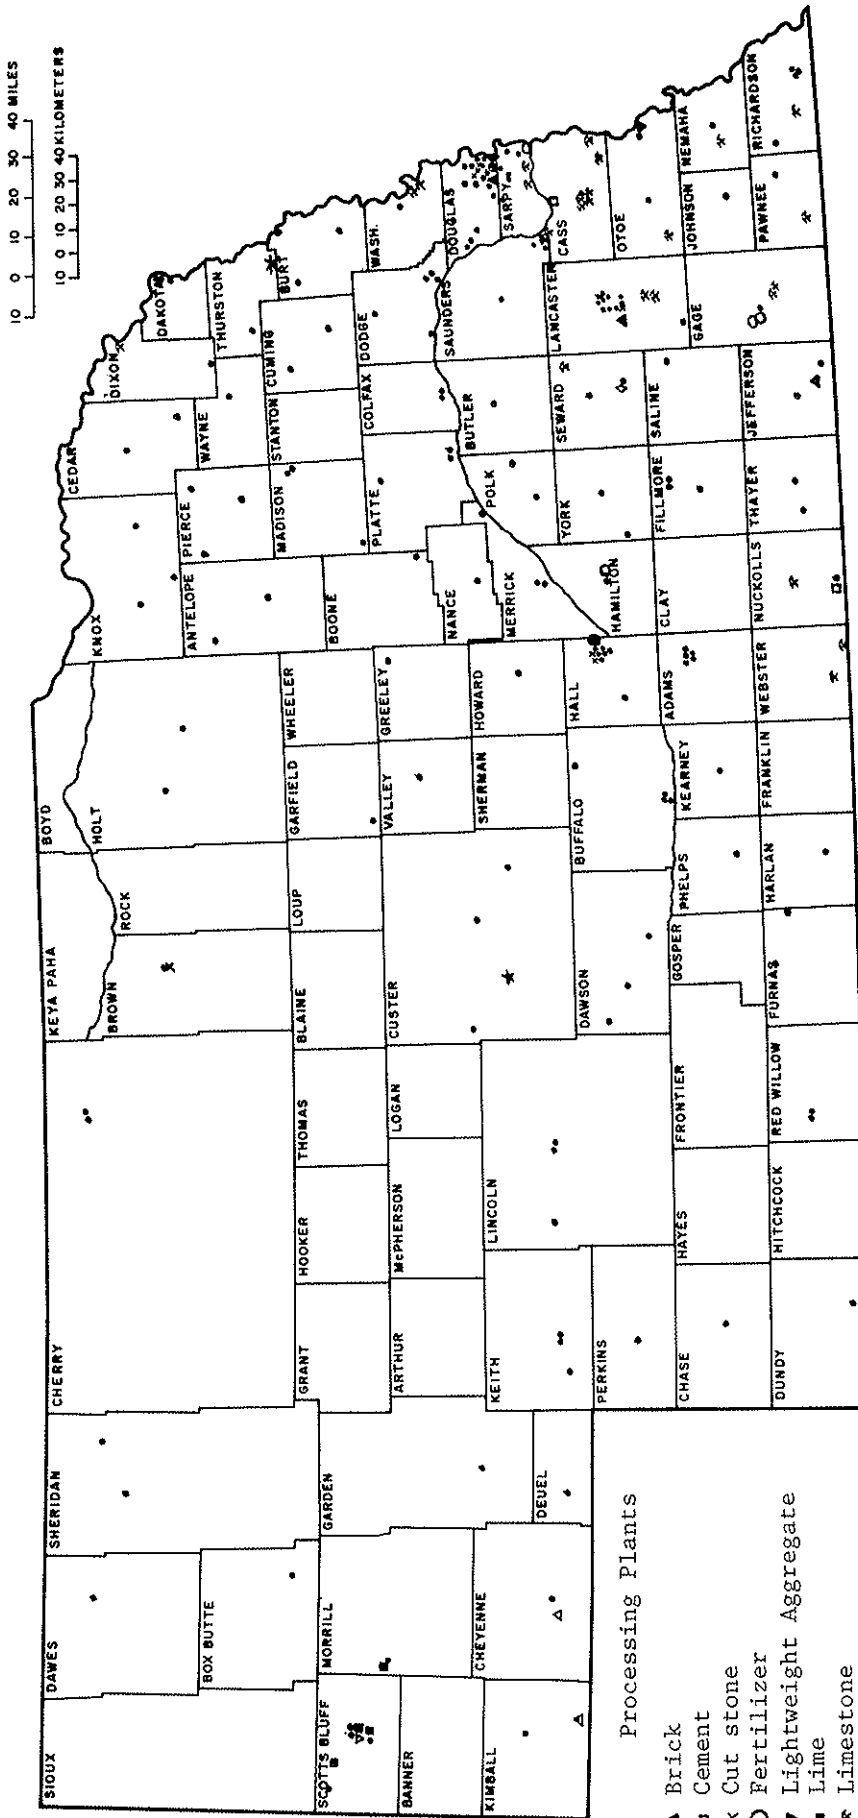 10 0 10 20 30 40 MILES
10 0 10 20 30 40 KILOMETERS
SIOUX
DAWES
SHERIDAN
CHERRY
KEYA PAHA
BOYD
BROWN
ROCK
HOLT
KNOX
CEDAR
DIXON
DAKOTA
BOX BUTTE
ANTELOPE
PIERCE
WAYNE
THURSTON
SCOTTS BLUFF
MORRILL
GARDEN
GRANT
HOOKER
THOMAS
BLAINE
LOUP
GARFIELD
WHEELER
BOONE
MADISON
STANTON
CUMING
BURT
BANNER
ARTHUR
McPHERSON
LOGAN
CUSTER
VALLEY
GREELEY
NANCE
PLATTE
COLFAX
DODGE
WASH.
KIMBALL
CHEYENNE
DEUEL
KEITH
LINCOLN
SHERMAN
HOWARD
MERRICK
POLK
BUTLER
SAUNDERS
DOUGLAS
SARPY
PERKINS
DAWSON
BUFFALO
HALL
HAMILTON
YORK
SEWARD
LANCASTER
CASS
OTOE
CHASE
HAYES
FRONTIER
GOSPER
PHELPS
KEARNEY
ADAMS
CLAY
FILLMORE
SALINE
GAGE
JOHNSON
NEMAHA
DUNDY
HITCHCOCK
RED WILLOW
FURNAS
HARLAN
FRANKLIN
WEBSTER
NUCKOLLS
THAYER
JEFFERSON
PAWNEE
RICHARDSON
Processing Plants
Brick
Cement
Cut stone
Fertilizer
Lightweight Aggregate
Lime
Limestone